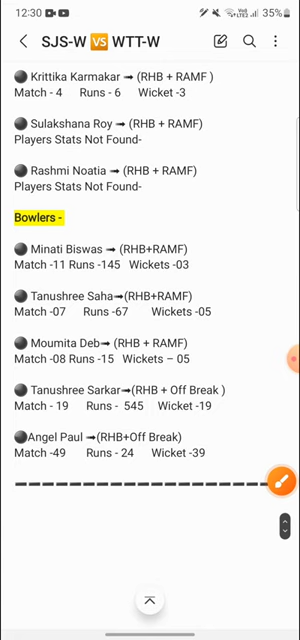 12:30 35%
SJS-W 🆚 WTT-W
⚫ Krittika Karmakar ➞ (RHB + RAMF )
Match - 4 Runs - 6 Wicket -3
⚫ Sulakshana Roy ➞ (RHB + RAMF)
Players Stats Not Found-
⚫ Rashmi Noatia ➞ (RHB + RAMF)
Players Stats Not Found-
Bowlers -
⚫ Minati Biswas ➞ (RHB+RAMF)
Match -11 Runs -145 Wickets -03
⚫ Tanushree Saha➞(RHB+RAMF)
Match -07 Runs -67 Wickets -05
⚫ Moumita Deb➞ (RHB + RAMF)
Match -08 Runs -15 Wickets – 05
⚫ Tanushree Sarkar➞(RHB + Off Break )
Match - 19 Runs - 545 Wicket -19
⚫Angel Paul ➞(RHB+Off Break)
Match -49 Runs - 24 Wicket -39